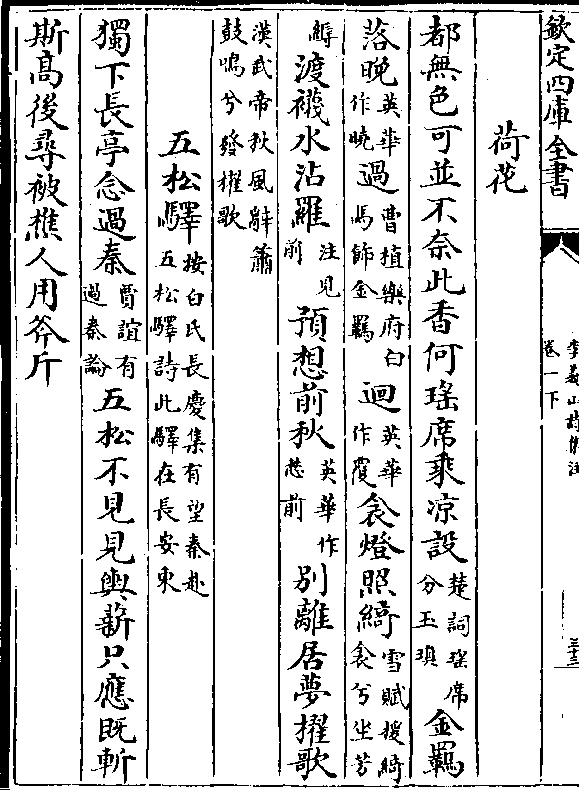 欽定四庫全書
李義山詩集注
卷一下
三十三
荷花
都無色可並不奈此香何瑤席乘凉設楚詞瑶席兮玉瑱金羈
落晚英華作曉過曹植樂府白馬飾金羈迴英華作覆衾燈照綺雪賦援綺衾兮坐芳
縟渡襪水沾羅注見前預想前秋英華作愁前別離居夢擢歌
漢武帝秋風辭簫鼓鳴兮發擢歌
五松驛按白氏長慶集有望秦赴五松驛詩此驛在長安東
獨下長亭念過秦賈誼有過秦論五松不見見輿薪只應既斬
斯高後尋被樵人用斧斤